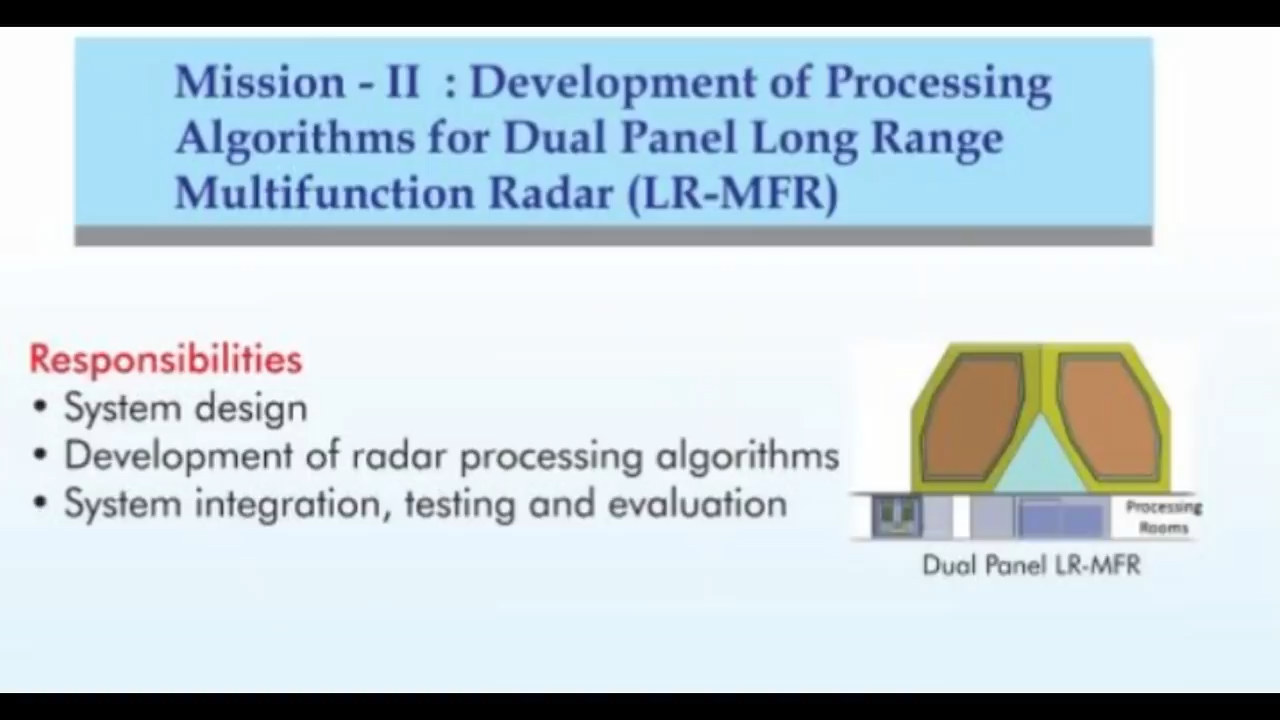 Mission - II : Development of Processing
Algorithms for Dual Panel Long Range
Multifunction Radar (LR-MFR)
Responsibilities
• System design
• Development of radar processing algorithms
• System integration, testing and evaluation
Processing
Rooms
Dual Panel LR-MFR